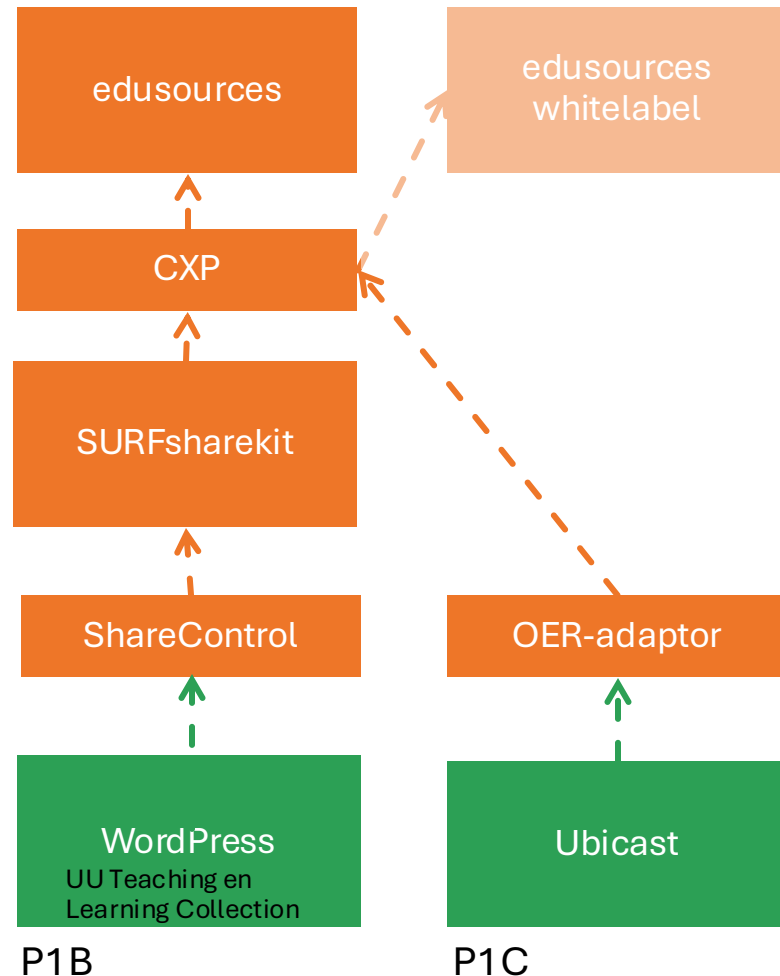 edusources
edusources
whitelabel
CXP
SURFsharekit
ShareControl
OER-adaptor
WordPress
UU Teaching en
Learning Collection
Ubicast
P1B
P1C